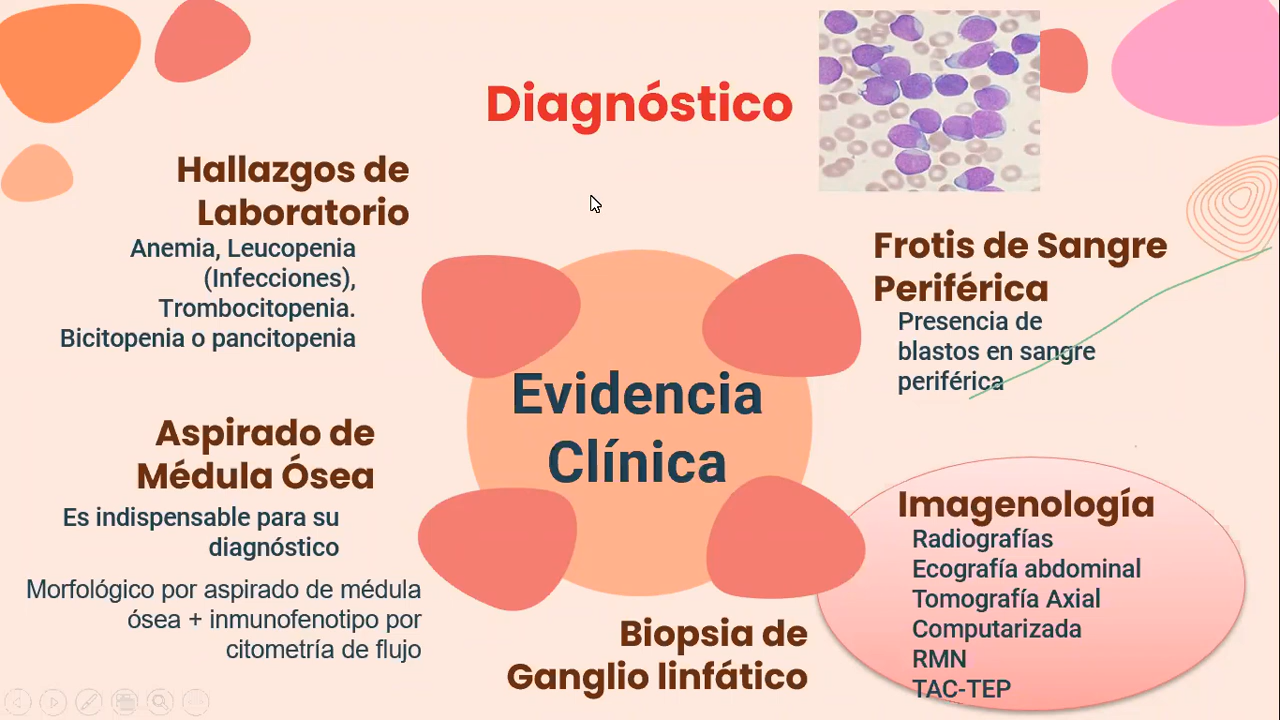 Diagnóstico
Hallazgos de
Laboratorio
Anemia, Leucopenia
(Infecciones),
Trombocitopenia.
Bicitopenia o pancitopenia
Frotis de Sangre
Periférica
Presencia de
blastos en sangre
periférica
Evidencia
Clínica
Aspirado de
Médula Ósea
Es indispensable para su
diagnóstico
Morfológico por aspirado de médula
ósea + inmunofenotipo por
citometría de flujo
Biopsia de
Ganglio linfático
Imagenología
Radiografías
Ecografía abdominal
Tomografía Axial
Computarizada
RMN
TAC-TEP